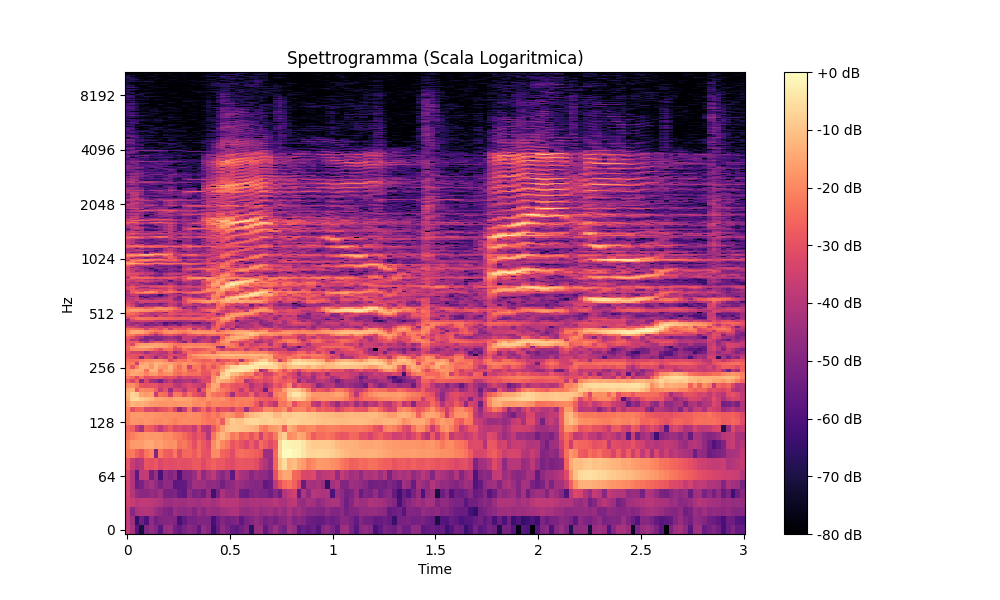 Spettrogramma (Scala Logaritmica)
Hz
8192
4096
2048
1024
512
256
128
64
0
0
0.5
1
1.5
2
2.5
3
Time
+0 dB
-10 dB
-20 dB
-30 dB
-40 dB
-50 dB
-60 dB
-70 dB
-80 dB